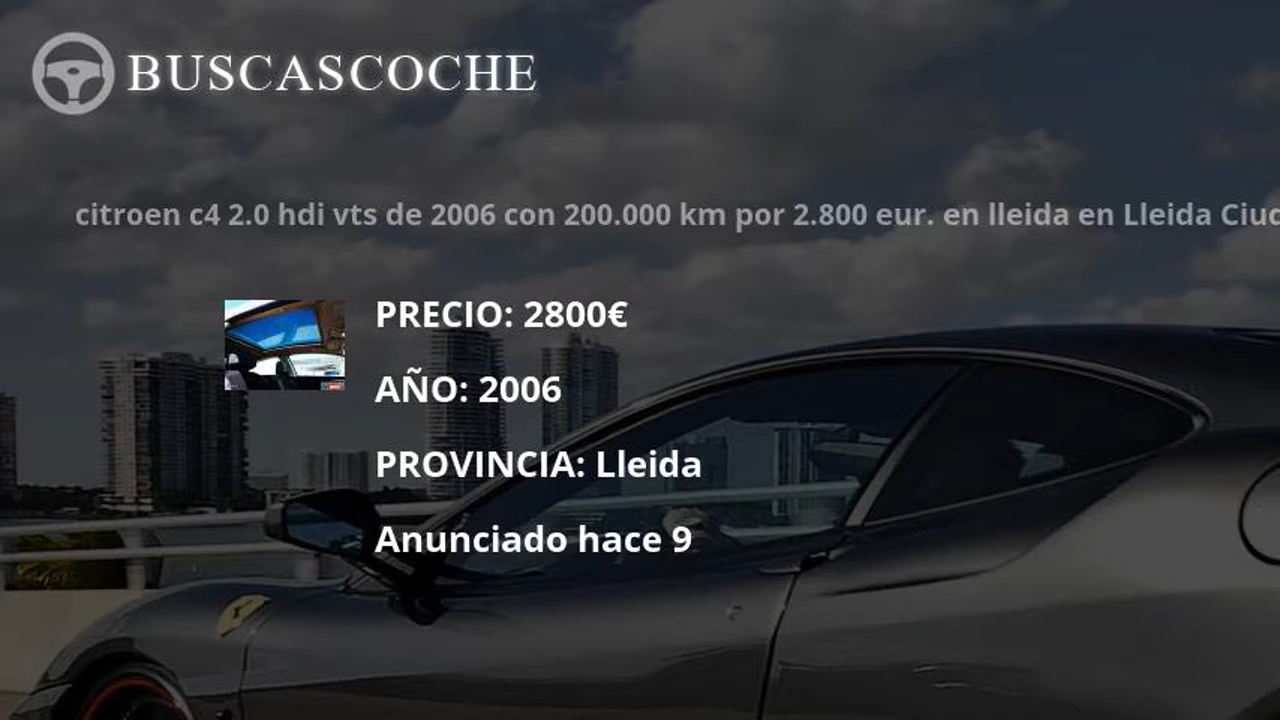 BUSCASCOCHE
citroen c4 2.0 hdi vts de 2006 con 200.000 km por 2.800 eur. en lleida en Lleida Ciud
PRECIO: 2800€
AÑO: 2006
PROVINCIA: Lleida
Anunciado hace 9